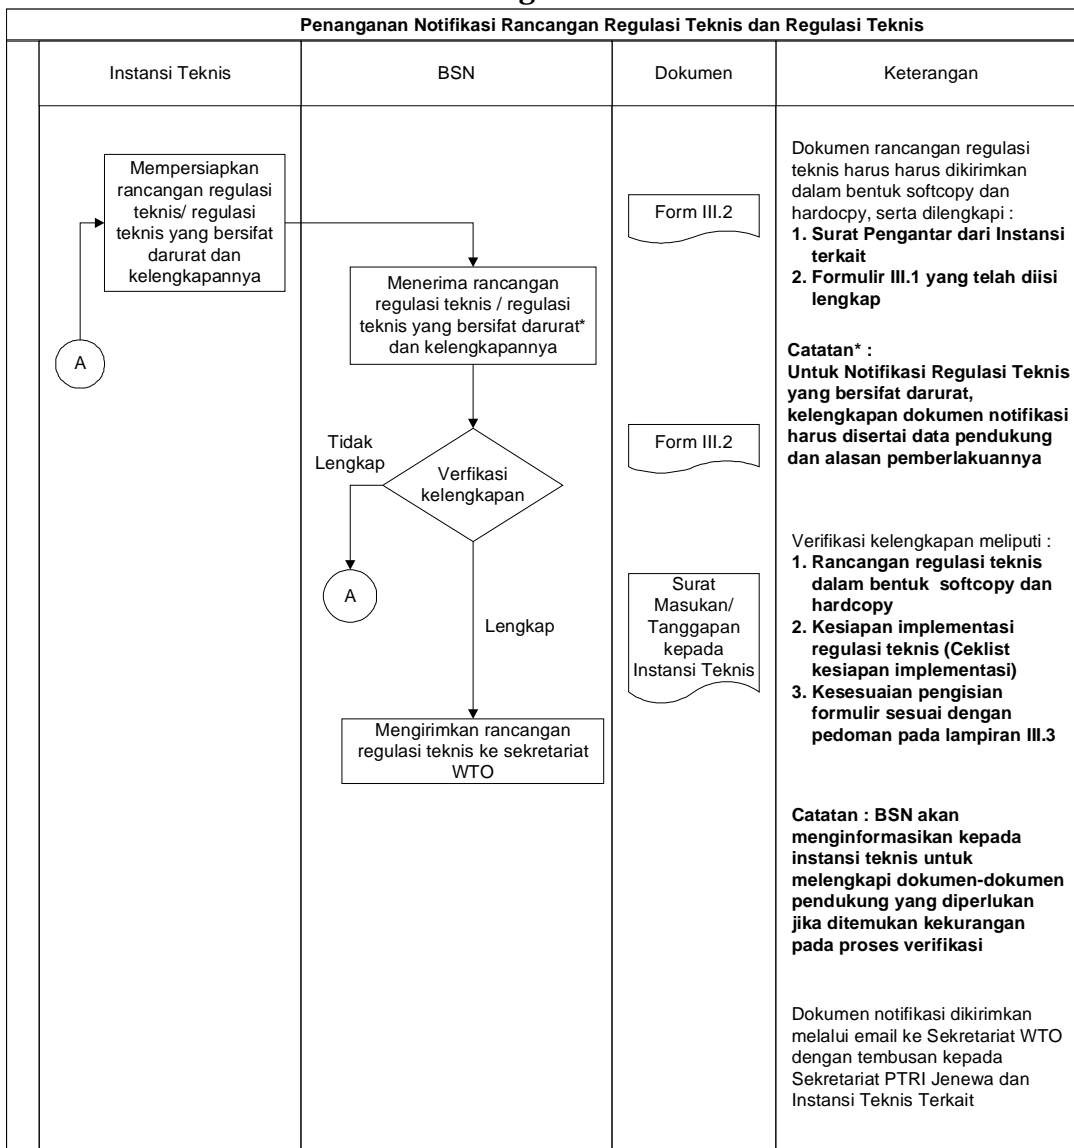 Penanganan Notifikasi Rancangan Regulasi Teknis dan Regulasi Teknis
Instansi Teknis
BSN
Dokumen
Keterangan
Mempersiapkan
rancangan regulasi
teknis/ regulasi
teknis yang bersifat
darurat dan
kelengkapannya
A
Menerima rancangan
regulasi teknis / regulasi
teknis yang bersifat darurat*
dan kelengkapannya
Tidak
Lengkap
Verfikasi
kelengkapan
A
Lengkap
Mengirimkan rancangan
regulasi teknis ke sekretariat
WTO
Form III.2
Form III.2
Surat
Masukan/
Tanggapan
kepada
Instansi Teknis
Dokumen rancangan regulasi
teknis harus harus dikirimkan
dalam bentuk softcopy dan
hardocpy, serta dilengkapi :
1. Surat Pengantar dari Instansi
terkait
2. Formulir III.1 yang telah diisi
lengkap
Catatan* :
Untuk Notifikasi Regulasi Teknis
yang bersifat darurat,
kelengkapan dokumen notifikasi
harus disertai data pendukung
dan alasan pemberlakuannya
Verifikasi kelengkapan meliputi :
1. Rancangan regulasi teknis
dalam bentuk softcopy dan
hardcopy
2. Kesiapan implementasi
regulasi teknis (Ceklist
kesiapan implementasi)
3. Kesesuaian pengisian
formulir sesuai dengan
pedoman pada lampiran III.3
Catatan : BSN akan
menginformasikan kepada
instansi teknis untuk
melengkapi dokumen-dokumen
pendukung yang diperlukan
jika ditemukan kekurangan
pada proses verifikasi
Dokumen notifikasi dikirimkan
melalui email ke Sekretariat WTO
dengan tembusan kepada
Sekretariat PTRI Jenewa dan
Instansi Teknis Terkait